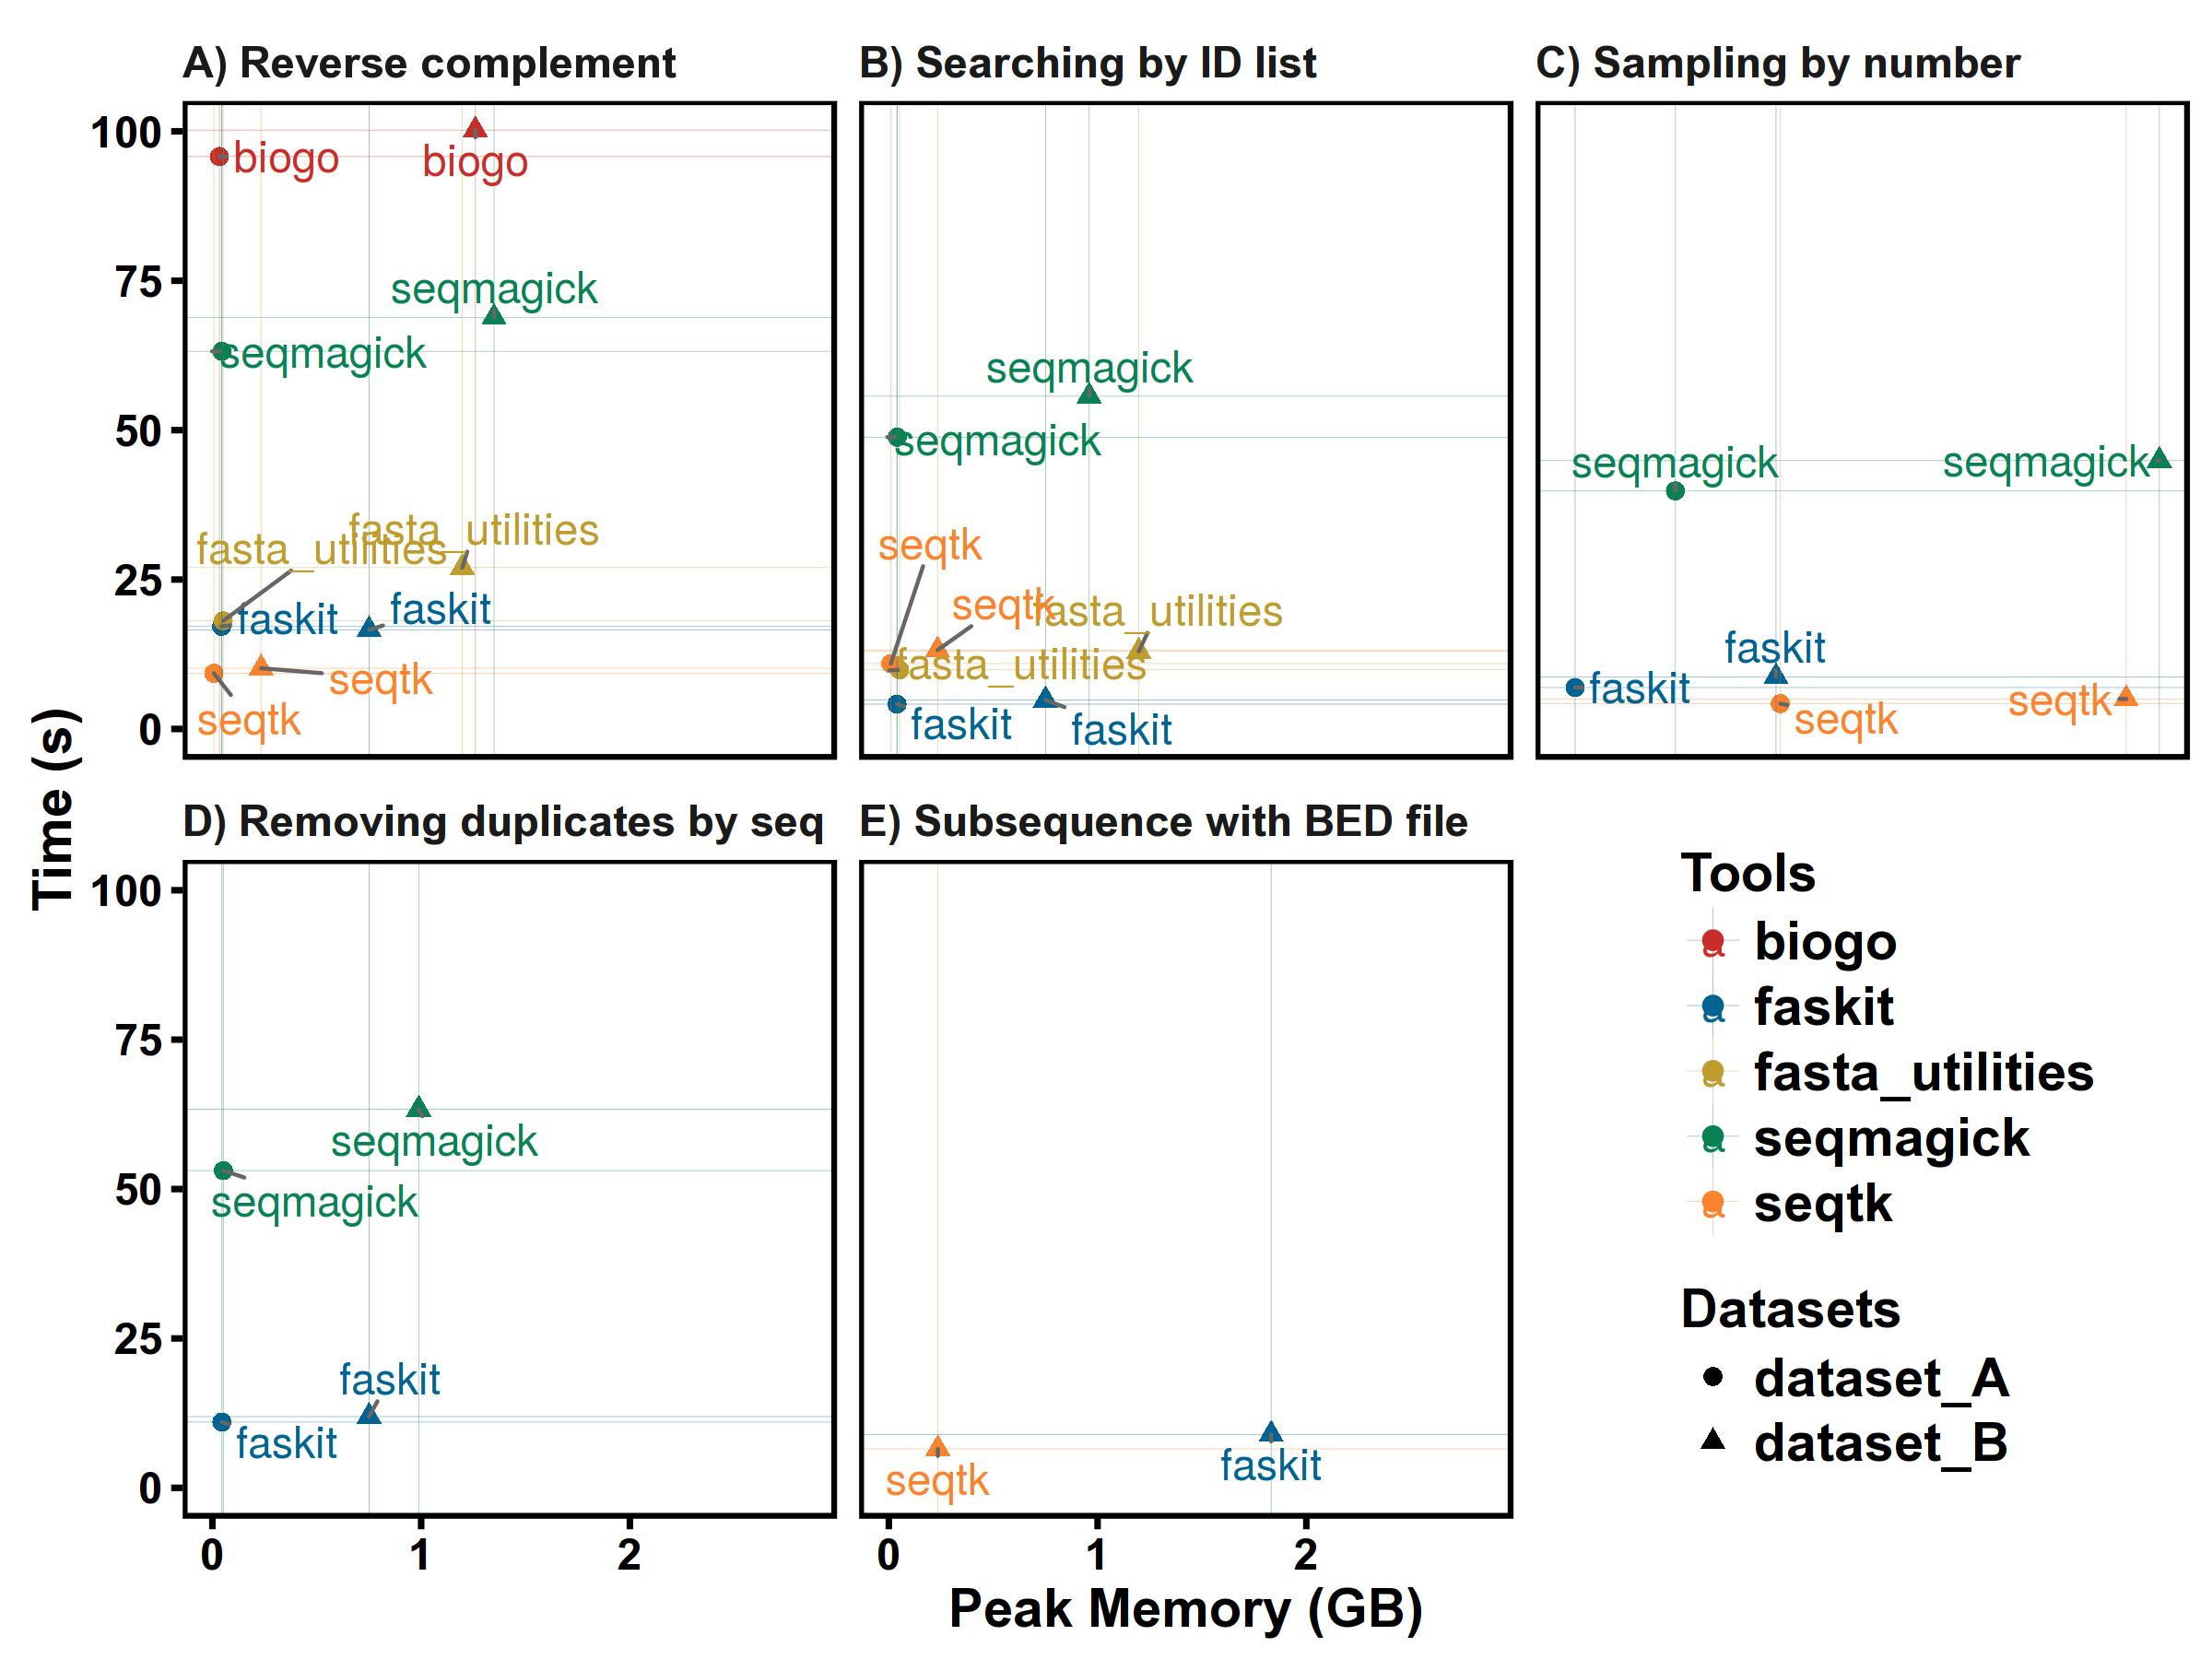 A) Reverse complement
B) Searching by ID list
C) Sampling by number
100
75
50
25
0
biogo
biogo
seqmagick
seqmagick
fasta_utilities
fasta_utilities
faskit
faskit
seqtk
seqtk
seqmagick
seqmagick
seqtk
seqtk
fasta_utilities
fasta_utilities
faskit
faskit
seqmagick
seqmagick
faskit
faskit
seqtk
seqtk
Time (s)
D) Removing duplicates by seq
E) Subsequence with BED file
100
75
50
25
0
seqmagick
seqmagick
faskit
faskit
0
1
2
seqtk
faskit
0
1
2
Peak Memory (GB)
Tools
a biogo
a faskit
a fasta_utilities
a seqmagick
a seqtk
Datasets
dataset_A
dataset_B